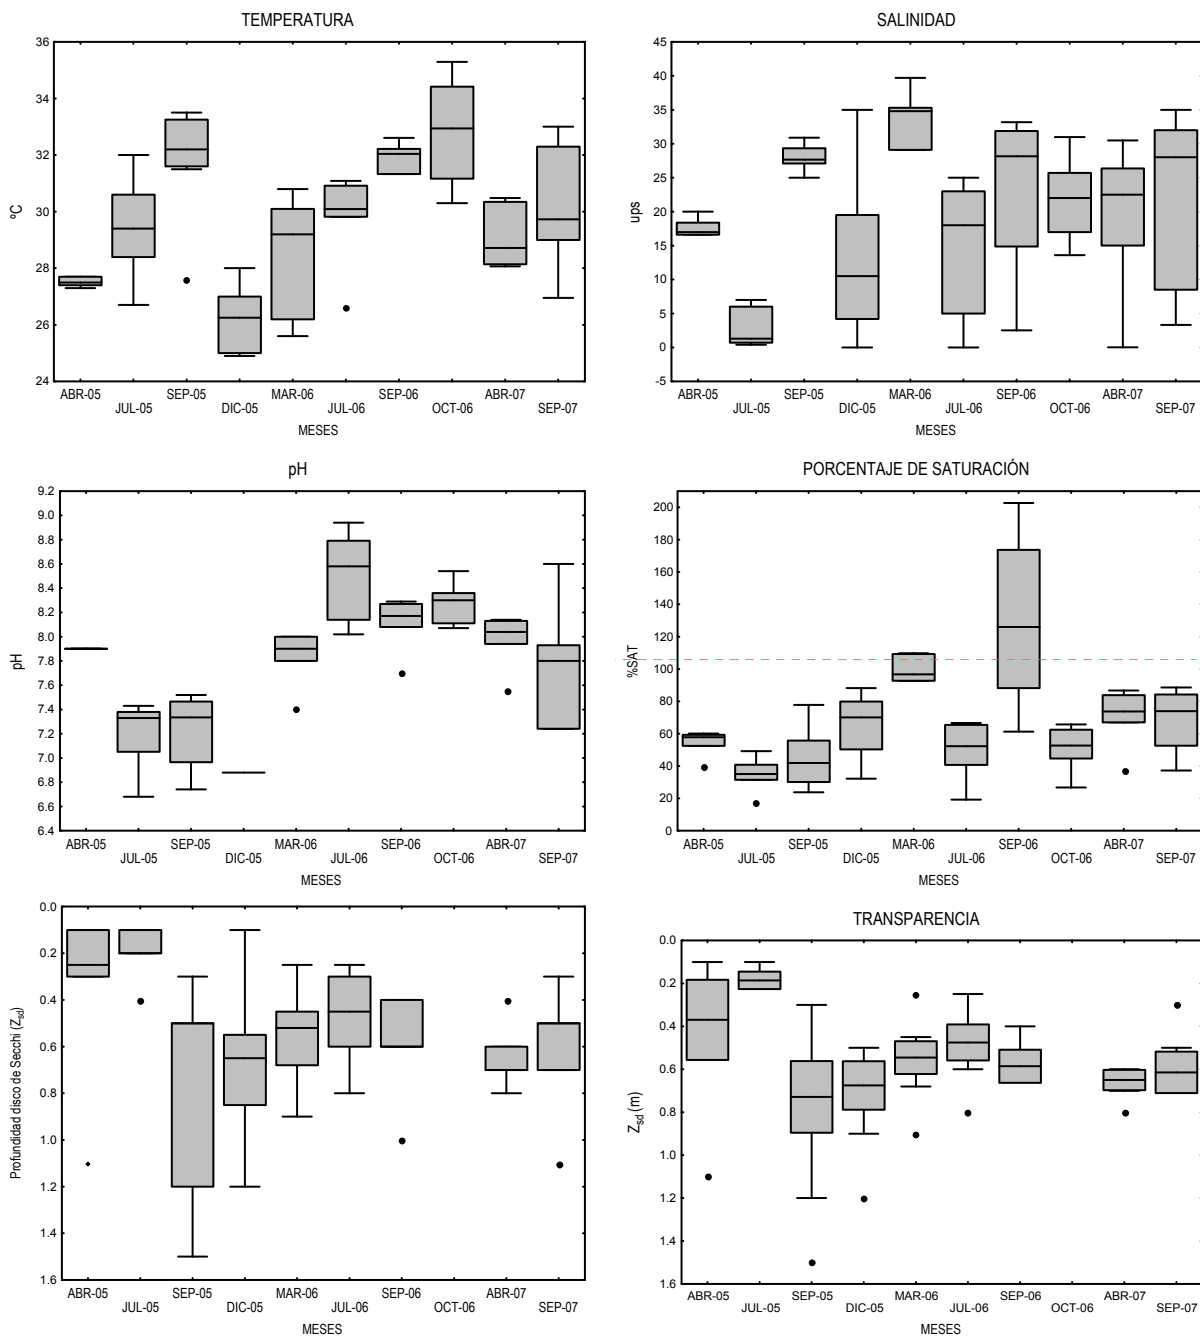 TEMPERATURA
36
34
32
30
28
26
24
ºC
ABR-05 SEP-05 MAR-06 SEP-06 ABR-07
JUL-05 DIC-05 JUL-06 OCT-06 SEP-07
MESES
SALINIDAD
45
40
35
30
25
20
15
10
5
0
-5
ups
ABR-05 SEP-05 MAR-06 SEP-06 ABR-07
JUL-05 DIC-05 JUL-06 OCT-06 SEP-07
MESES
pH
9.2
9.0
8.8
8.6
8.4
8.2
8.0
7.8
7.6
7.4
7.2
7.0
6.8
6.6
6.4
pH
ABR-05 SEP-05 MAR-06 SEP-06 ABR-07
JUL-05 DIC-05 JUL-06 OCT-06 SEP-07
MESES
PORCENTAJE DE SATURACIÓN
200
180
160
140
120
100
80
60
40
20
0
%SAT
ABR-05 SEP-05 MAR-06 SEP-06 ABR-07
JUL-05 DIC-05 JUL-06 OCT-06 SEP-07
MESES
0.0
0.2
0.4
0.6
0.8
1.0
1.2
1.4
1.6
Profundidad disco de Secchi (Zsd)
ABR-05 SEP-05 MAR-06 SEP-06 ABR-07
JUL-05 DIC-05 JUL-06 OCT-06 SEP-07
MESES
TRANSPARENCIA
0.0
0.2
0.4
0.6
0.8
1.0
1.2
1.4
1.6
Zsd (m)
ABR-05 SEP-05 MAR-06 SEP-06 ABR-07
JUL-05 DIC-05 JUL-06 OCT-06 SEP-07
MESES